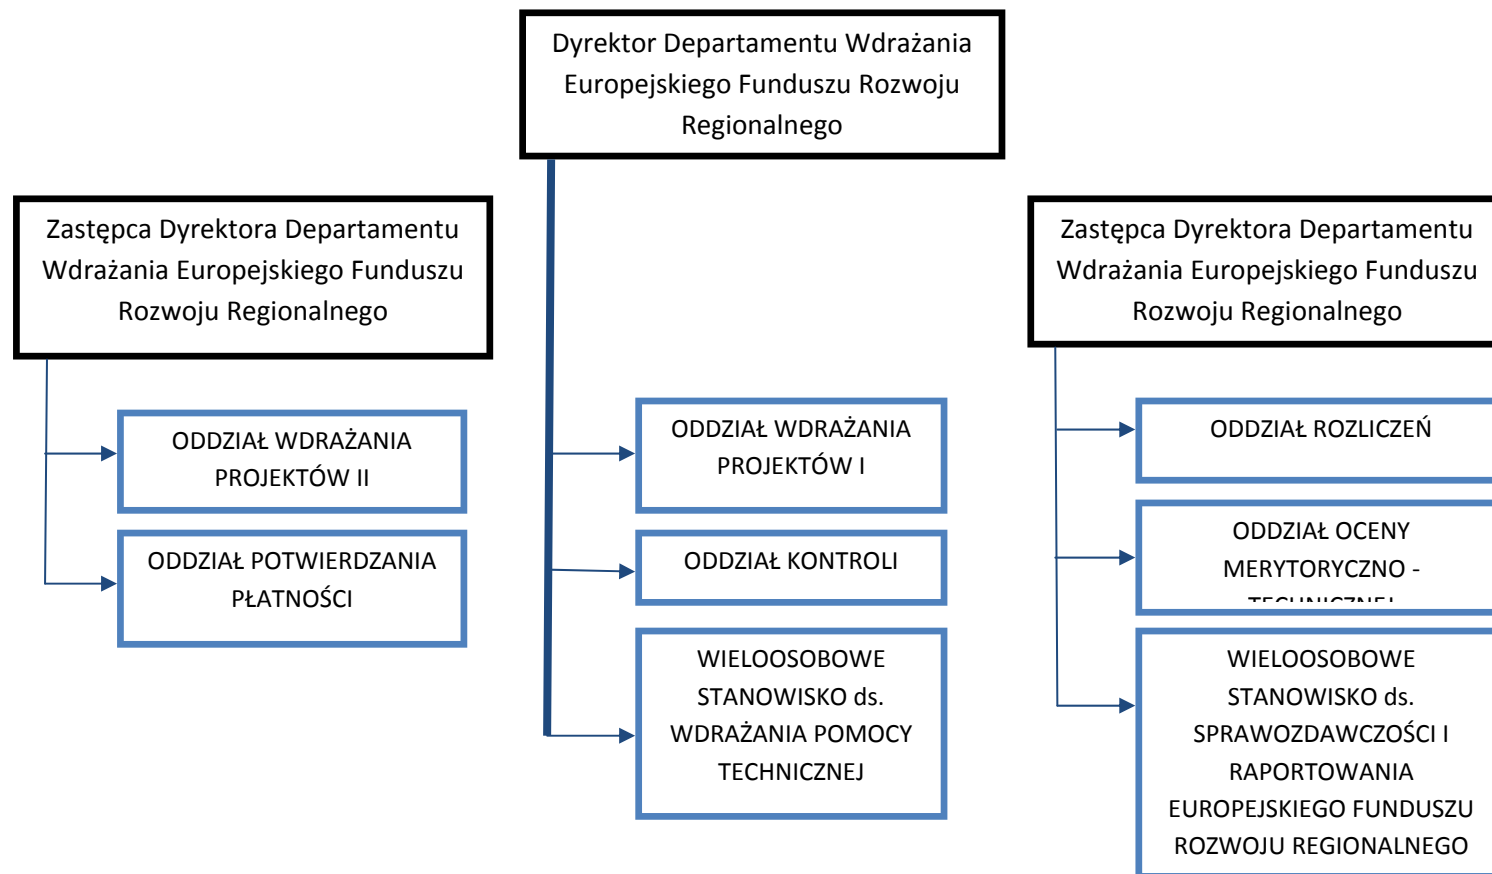 Dyrektor Departamentu Wdrażania
Europejskiego Funduszu Rozwoju
Regionalnego
Zastępca Dyrektora Departamentu
Wdrażania Europejskiego Funduszu
Rozwoju Regionalnego
ODDZIAŁ WDRAŻANIA
PROJEKTÓW II
ODDZIAŁ POTWIERDZANIA
PŁATNOŚCI
ODDZIAŁ WDRAŻANIA
PROJEKTÓW I
ODDZIAŁ KONTROLI
WIELOOSOBOWE
STANOWISKO ds.
WDRAŻANIA POMOCY
TECHNICZNEJ
Zastępca Dyrektora Departamentu
Wdrażania Europejskiego Funduszu
Rozwoju Regionalnego
ODDZIAŁ ROZLICZEŃ
ODDZIAŁ OCENY
MERYTORYCZNO -
TECHNICZNEJ
WIELOOSOBOWE
STANOWISKO ds.
SPRAWOZDAWCZOŚCI I
RAPORTOWANIA
EUROPEJSKIEGO FUNDUSZU
ROZWOJU REGIONALNEGO